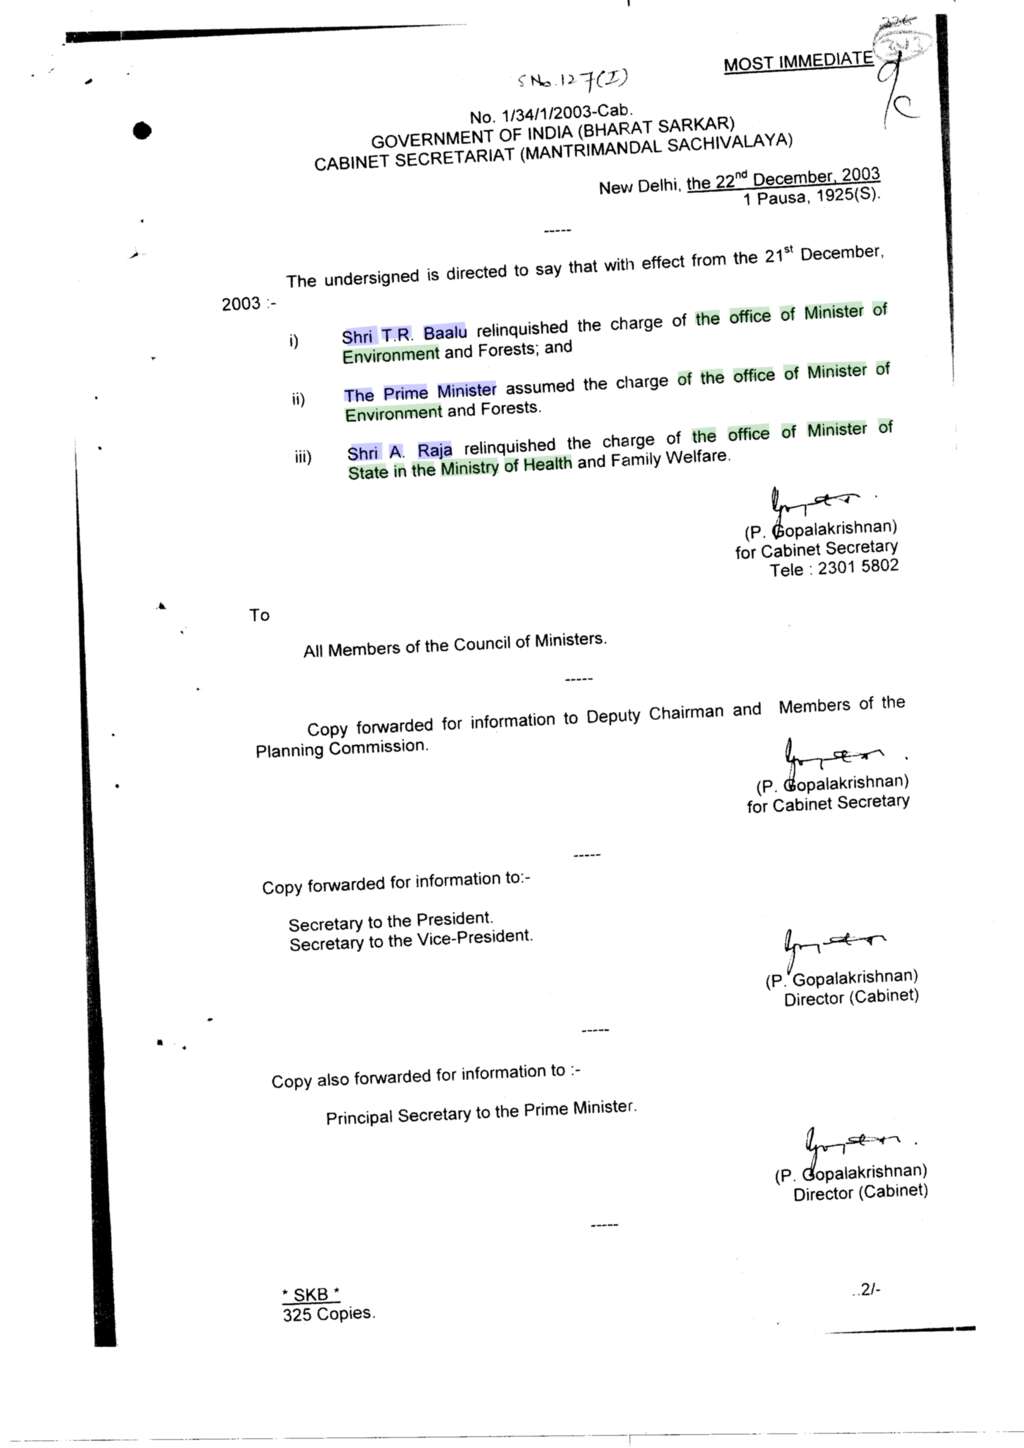 MOST IMMEDIATE
S No. 127(I)
9/C
No. 1/34/1/2003-Cab.
GOVERNMENT OF INDIA (BHARAT SARKAR)
CABINET SECRETARIAT (MANTRIMANDAL SACHIVALAYA)
New Delhi, the 22nd December, 2003
1 Pausa, 1925(S).
-----
The undersigned is directed to say that with effect from the 21st December,
2003 :-
i) Shri T.R. Baalu relinquished the charge of the office of Minister of
Environment and Forests; and
ii) The Prime Minister assumed the charge of the office of Minister of
Environment and Forests.
iii) Shri A. Raja relinquished the charge of the office of Minister of
State in the Ministry of Health and Family Welfare.
(P. Gopalakrishnan)
for Cabinet Secretary
Tele : 2301 5802
To
All Members of the Council of Ministers.
-----
Copy forwarded for information to Deputy Chairman and Members of the
Planning Commission.
(P. Gopalakrishnan)
for Cabinet Secretary
-----
Copy forwarded for information to:-
Secretary to the President.
Secretary to the Vice-President.
(P. Gopalakrishnan)
Director (Cabinet)
-----
Copy also forwarded for information to :-
Principal Secretary to the Prime Minister.
(P. Gopalakrishnan)
Director (Cabinet)
-----
* SKB *
325 Copies.
..2/-